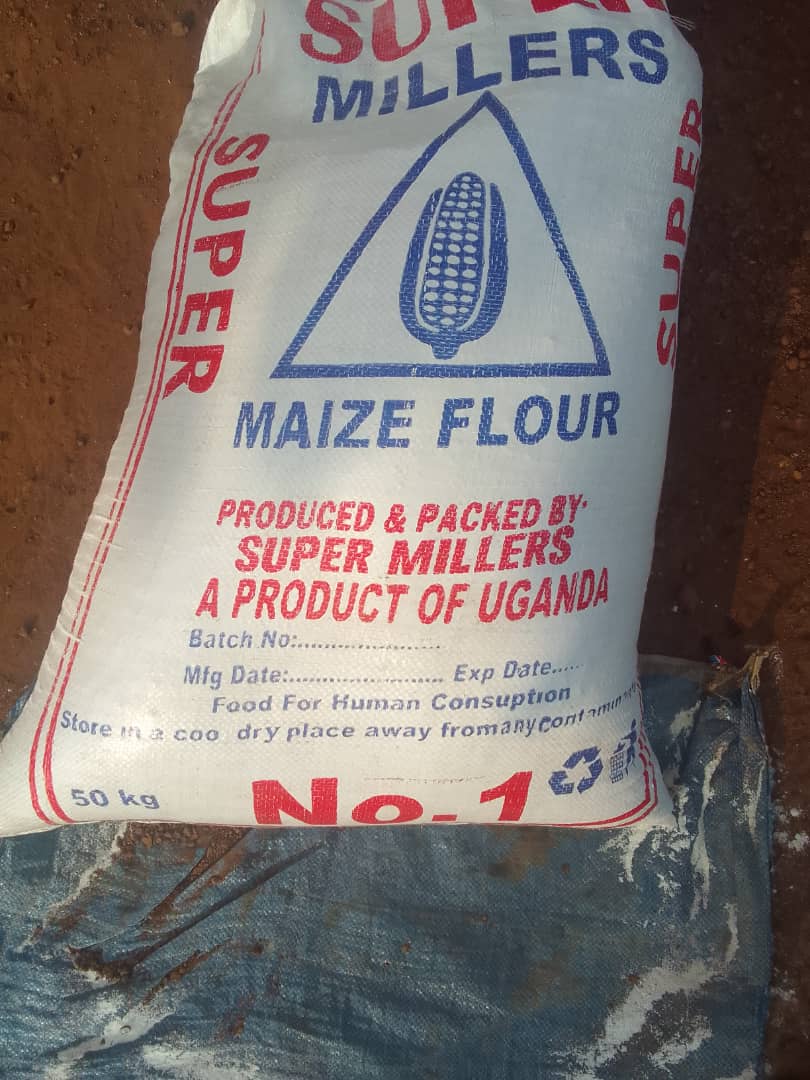 SUPER
MILLERS
SUPER
SUPER
MAIZE FLOUR
PRODUCED & PACKED BY:
SUPER MILLERS
A PRODUCT OF UGANDA
Batch No:......................
Mfg Date:........................ Exp Date.....
Food For Human Consuption
Store in a coo dry place away fromany
50 kg
No.1